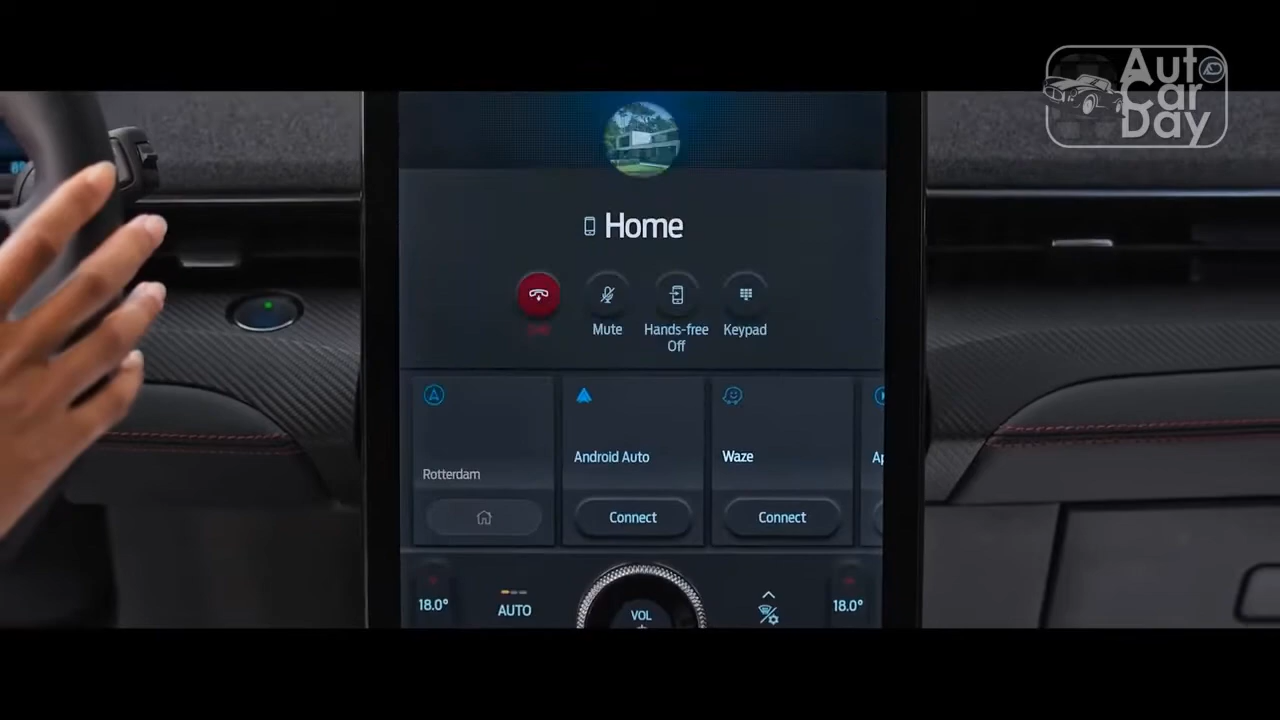 Aut
Car
Day
Home
Mute
Hands-free
Off
Keypad
Rotterdam
Android Auto
Waze
Connect
Connect
18.0°
AUTO
VOL
18.0°